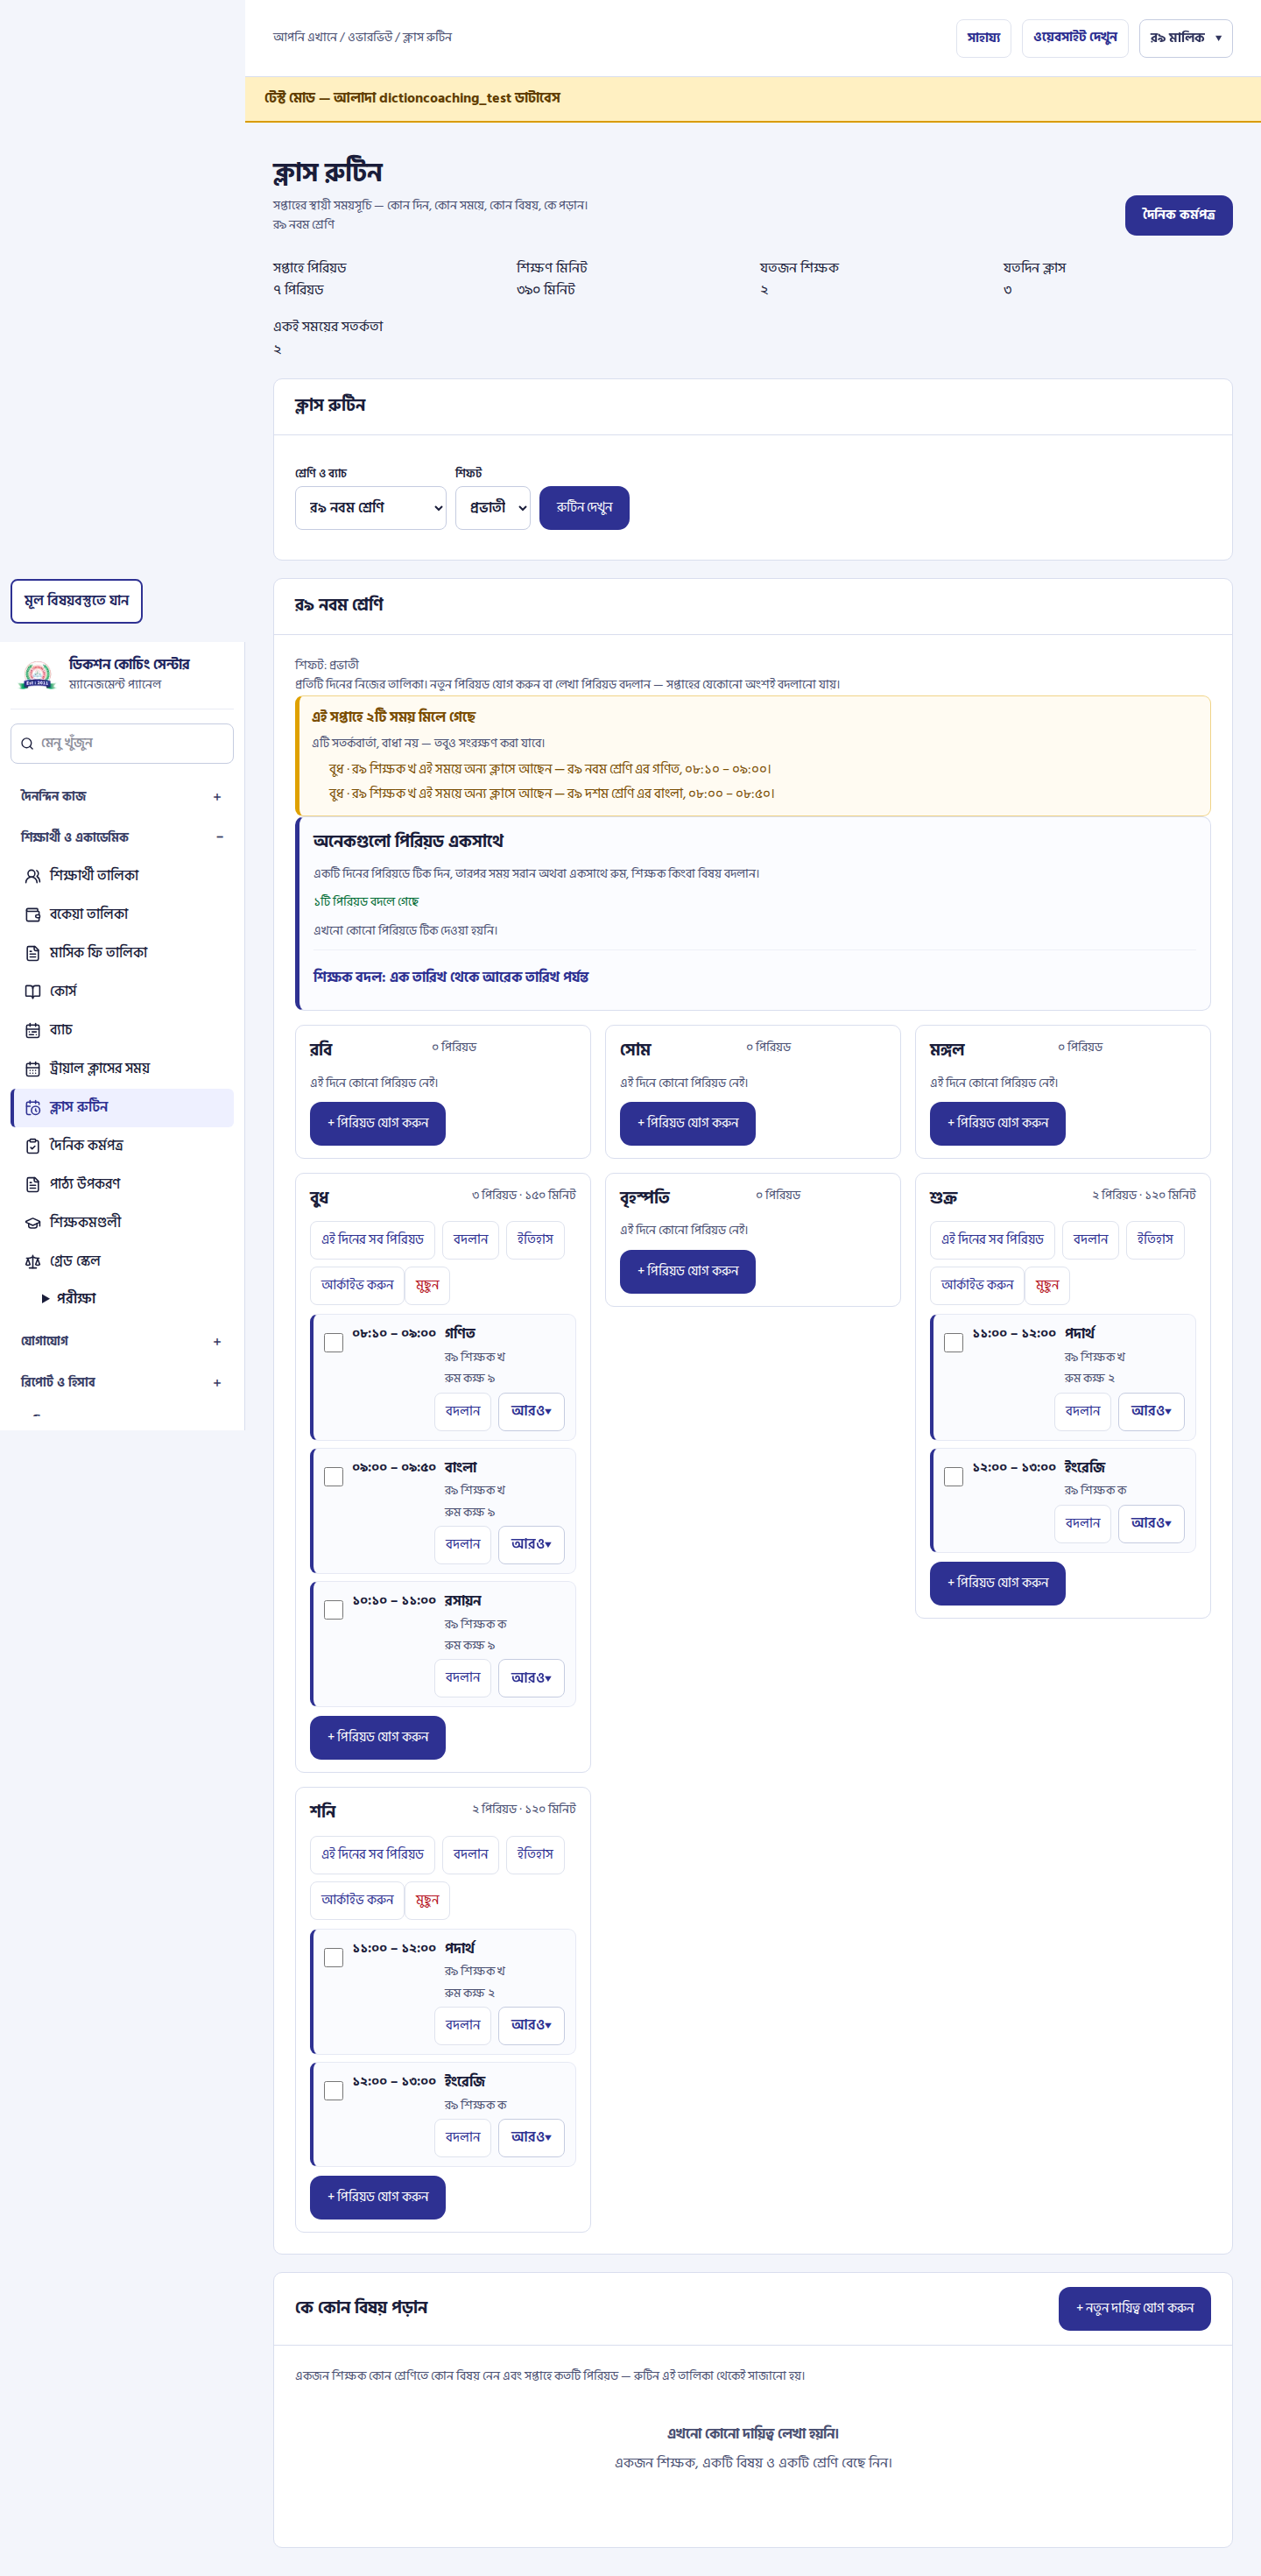 আপনি এখানে / ওভারভিউ / ক্লাস রুটিন
সাহায্য
ওয়েবসাইট দেখুন
র৯ মালিক
টেস্ট মোড — আলাদা dictioncoaching_test ডাটাবেস
ক্লাস রুটিন
সপ্তাহের স্থায়ী সময়সূচি — কোন দিন, কোন সময়ে, কোন বিষয়, কে পড়ান।
র৯ নবম শ্রেণি
দৈনিক কর্মপত্র
সপ্তাহে পিরিয়ড
৭ পিরিয়ড
শিক্ষণ মিনিট
৩৯০ মিনিট
যতজন শিক্ষক
২
যতদিন ক্লাস
৩
একই সময়ের সতর্কতা
২
ক্লাস রুটিন
শ্রেণি ও ব্যাচ
র৯ নবম শ্রেণি
শিফট
প্রভাতী
রুটিন দেখুন
মূল বিষয়বস্তুতে যান
ডিকশন কোচিং সেন্টার
ম্যানেজমেন্ট প্যানেল
মেনু খুঁজুন
দৈনন্দিন কাজ +
শিক্ষার্থী ও একাডেমিক −
শিক্ষার্থী তালিকা
বকেয়া তালিকা
মাসিক ফি তালিকা
কোর্স
ব্যাচ
ট্রায়াল ক্লাসের সময়
ক্লাস রুটিন
দৈনিক কর্মপত্র
পাঠ্য উপকরণ
শিক্ষকমণ্ডলী
গ্রেড স্কেল
পরীক্ষা
যোগাযোগ +
রিপোর্ট ও হিসাব +
র৯ নবম শ্রেণি
শিফট: প্রভাতী
প্রতিটি দিনের নিজের তালিকা। নতুন পিরিয়ড যোগ করুন বা লেখা পিরিয়ড বদলান — সপ্তাহের যেকোনো অংশই বদলানো যায়।
এই সপ্তাহে ২টি সময় মিলে গেছে
এটি সতর্কবার্তা, বাধা নয় — তবুও সংরক্ষণ করা যাবে।
বুধ · র৯ শিক্ষক খ এই সময়ে অন্য ক্লাসে আছেন — র৯ নবম শ্রেণি এর গণিত, ০৮:১০ – ০৯:০০।
বুধ · র৯ শিক্ষক খ এই সময়ে অন্য ক্লাসে আছেন — র৯ দশম শ্রেণি এর বাংলা, ০৮:০০ – ০৮:৫০।
অনেকগুলো পিরিয়ড একসাথে
একটি দিনের পিরিয়ডে টিক দিন, তারপর সময় সরান অথবা একসাথে রুম, শিক্ষক কিংবা বিষয় বদলান।
১টি পিরিয়ড বদলে গেছে
এখনো কোনো পিরিয়ডে টিক দেওয়া হয়নি।
শিক্ষক বদল: এক তারিখ থেকে আরেক তারিখ পর্যন্ত
রবি ০ পিরিয়ড
এই দিনে কোনো পিরিয়ড নেই।
+ পিরিয়ড যোগ করুন
সোম ০ পিরিয়ড
এই দিনে কোনো পিরিয়ড নেই।
+ পিরিয়ড যোগ করুন
মঙ্গল ০ পিরিয়ড
এই দিনে কোনো পিরিয়ড নেই।
+ পিরিয়ড যোগ করুন
বুধ ৩ পিরিয়ড · ১৫০ মিনিট
এই দিনের সব পিরিয়ড বদলান ইতিহাস
আর্কাইভ করুন মুছুন
০৮:১০ – ০৯:০০ গণিত
র৯ শিক্ষক খ
রুম কক্ষ ৯
বদলান আরও
০৯:০০ – ০৯:৫০ বাংলা
র৯ শিক্ষক খ
রুম কক্ষ ৯
বদলান আরও
১০:১০ – ১১:০০ রসায়ন
র৯ শিক্ষক ক
রুম কক্ষ ৯
বদলান আরও
+ পিরিয়ড যোগ করুন
বৃহস্পতি ০ পিরিয়ড
এই দিনে কোনো পিরিয়ড নেই।
+ পিরিয়ড যোগ করুন
শুক্র ২ পিরিয়ড · ১২০ মিনিট
এই দিনের সব পিরিয়ড বদলান ইতিহাস
আর্কাইভ করুন মুছুন
১১:০০ – ১২:০০ পদার্থ
র৯ শিক্ষক খ
রুম কক্ষ ২
বদলান আরও
১২:০০ – ১৩:০০ ইংরেজি
র৯ শিক্ষক ক
বদলান আরও
+ পিরিয়ড যোগ করুন
শনি ২ পিরিয়ড · ১২০ মিনিট
এই দিনের সব পিরিয়ড বদলান ইতিহাস
আর্কাইভ করুন মুছুন
১১:০০ – ১২:০০ পদার্থ
র৯ শিক্ষক খ
রুম কক্ষ ২
বদলান আরও
১২:০০ – ১৩:০০ ইংরেজি
র৯ শিক্ষক ক
বদলান আরও
+ পিরিয়ড যোগ করুন
কে কোন বিষয় পড়ান
+ নতুন দায়িত্ব যোগ করুন
একজন শিক্ষক কোন শ্রেণিতে কোন বিষয় নেন এবং সপ্তাহে কতটি পিরিয়ড — রুটিন এই তালিকা থেকেই সাজানো হয়।
এখনো কোনো দায়িত্ব লেখা হয়নি।
একজন শিক্ষক, একটি বিষয় ও একটি শ্রেণি বেছে নিন।